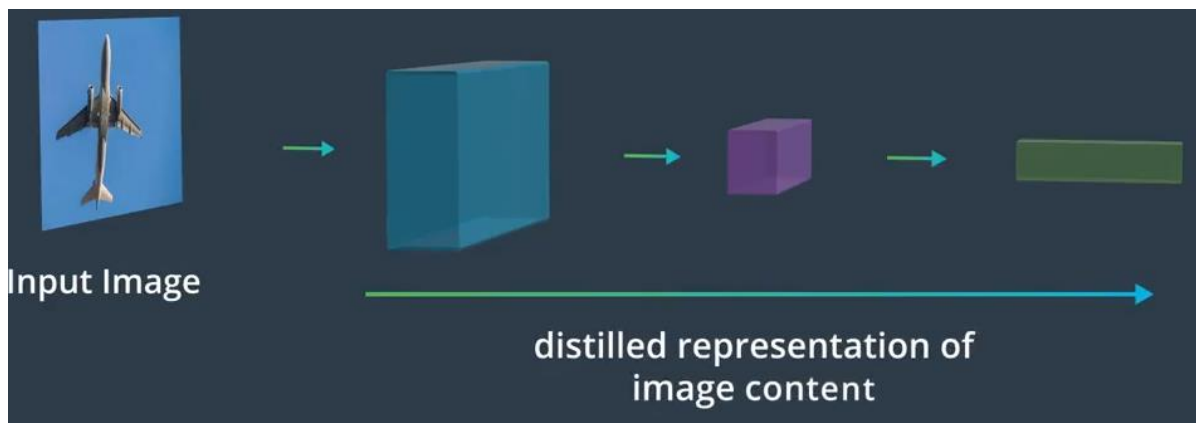 Input Image
distilled representation of
image content